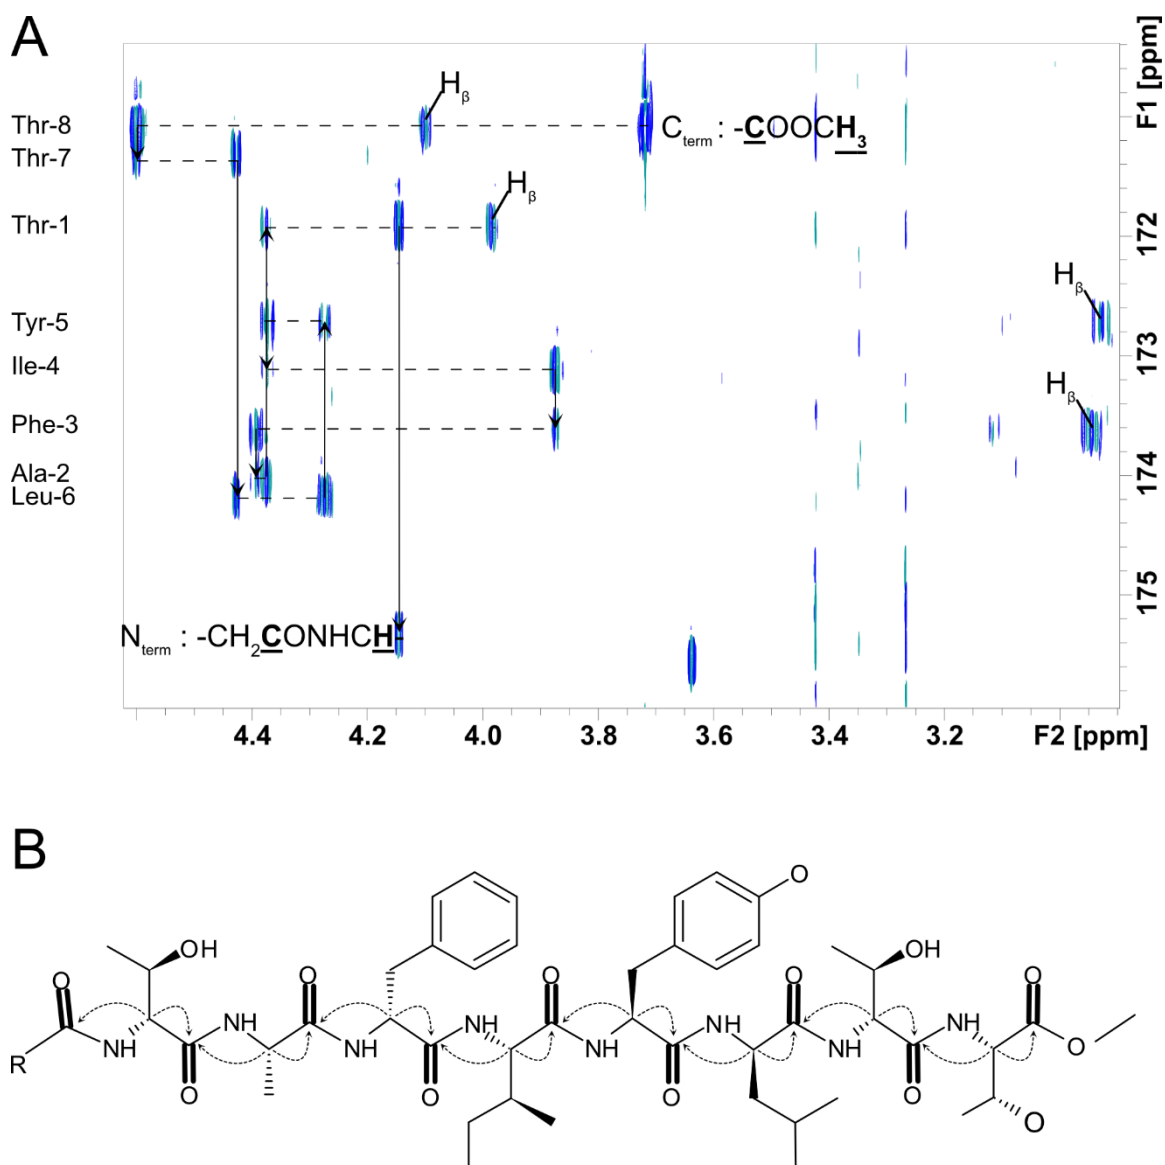 A
F1 [ppm]
Thr-8
Hβ
Cterm : -COOCH3
Thr-7
Thr-1
Hβ
172
Tyr-5
Hβ
Ile-4
173
Phe-3
Hβ
Ala-2
174
Leu-6
175
Nterm : -CH2CONHCH-
4.4 4.2 4.0 3.8 3.6 3.4 3.2 F2 [ppm]
B
O
OH O O OH
O NH O NH O NH O NH O
R NH O NH O NH O NH O O
O